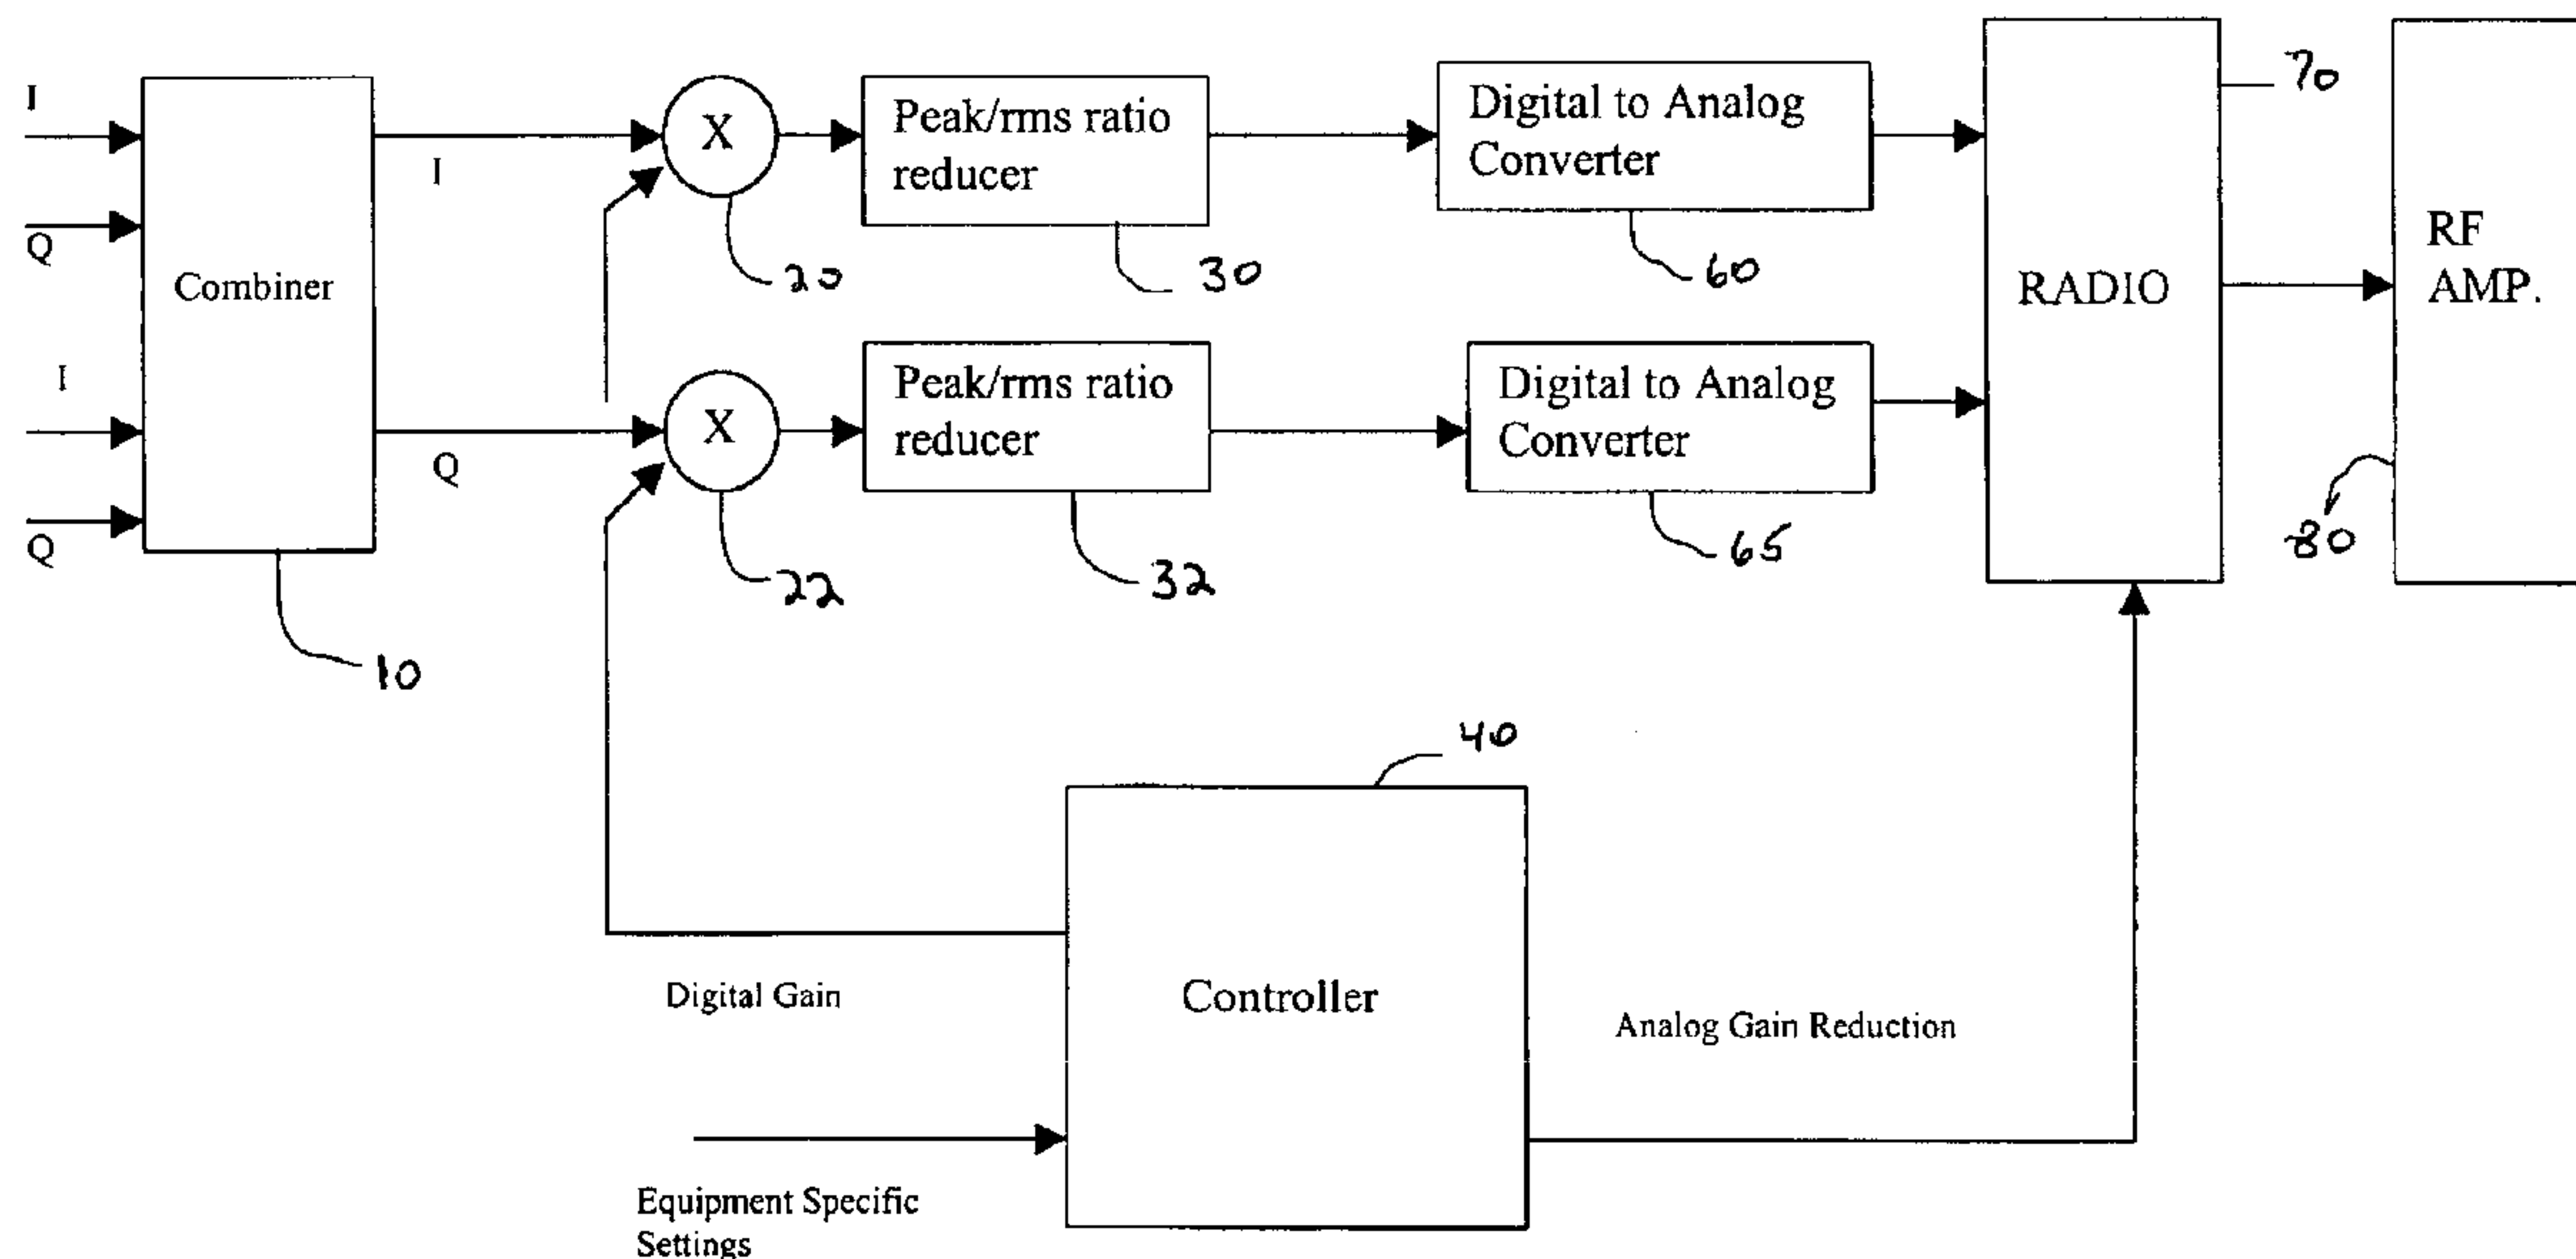 I
Q
I
Q
Combiner
10
I
Q
X
20
X
22
Peak/rms ratio
reducer
30
Peak/rms ratio
reducer
32
Digital to Analog
Converter
60
Digital to Analog
Converter
65
RADIO
70
RF
AMP.
80
40
Controller
Digital Gain
Equipment Specific
Settings
Analog Gain Reduction